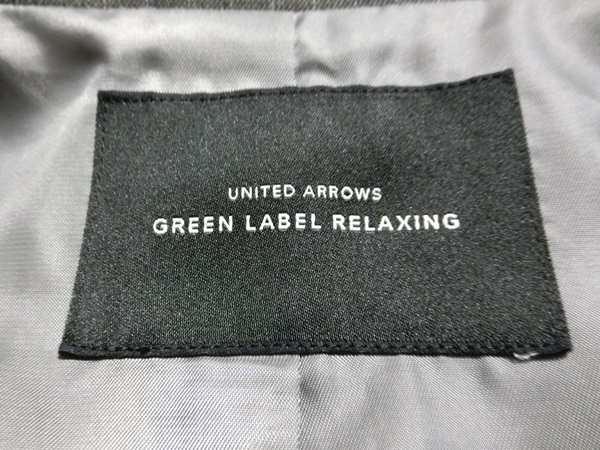 UNITED ARROWS
GREEN LABEL RELAXING